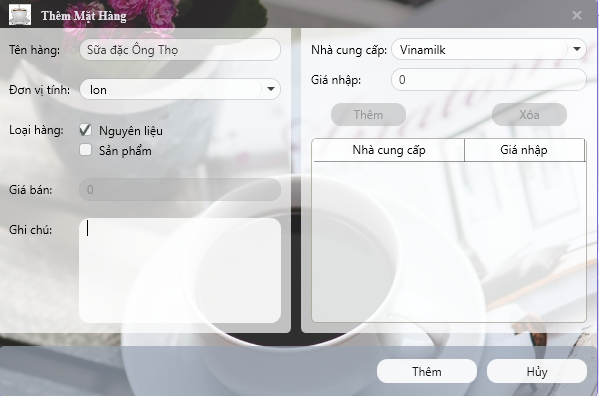 Thêm Mặt Hàng
Tên hàng: Sữa đặc Ông Thọ
Đơn vị tính: lon
Loại hàng: Nguyên liệu
Sản phẩm
Giá bán: 0
Ghi chú:
Nhà cung cấp: Vinamilk
Giá nhập: 0
Thêm Xóa
Nhà cung cấp Giá nhập
Thêm Hủy